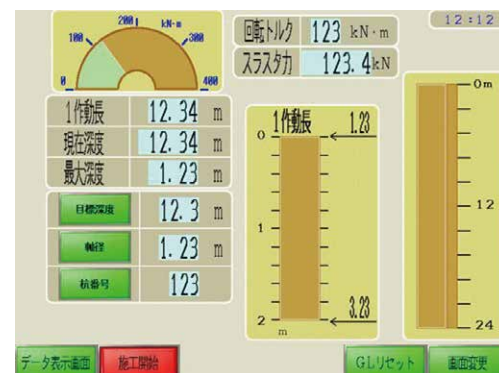 12:12
200 kN·m
100 300
0 400
回転トルク 123 kN·m
スラスタ力 123.4kN
1作動長 12.34 m
現在深度 12.34 m
最大深度 1.23 m
目標深度 12.3 m
軸径 1.23 m
杭番号 123
1作動長 1.23
0
1
2 3.23
m
0m
12
24
データ表示画面 施工開始 GLリセット 画面変更